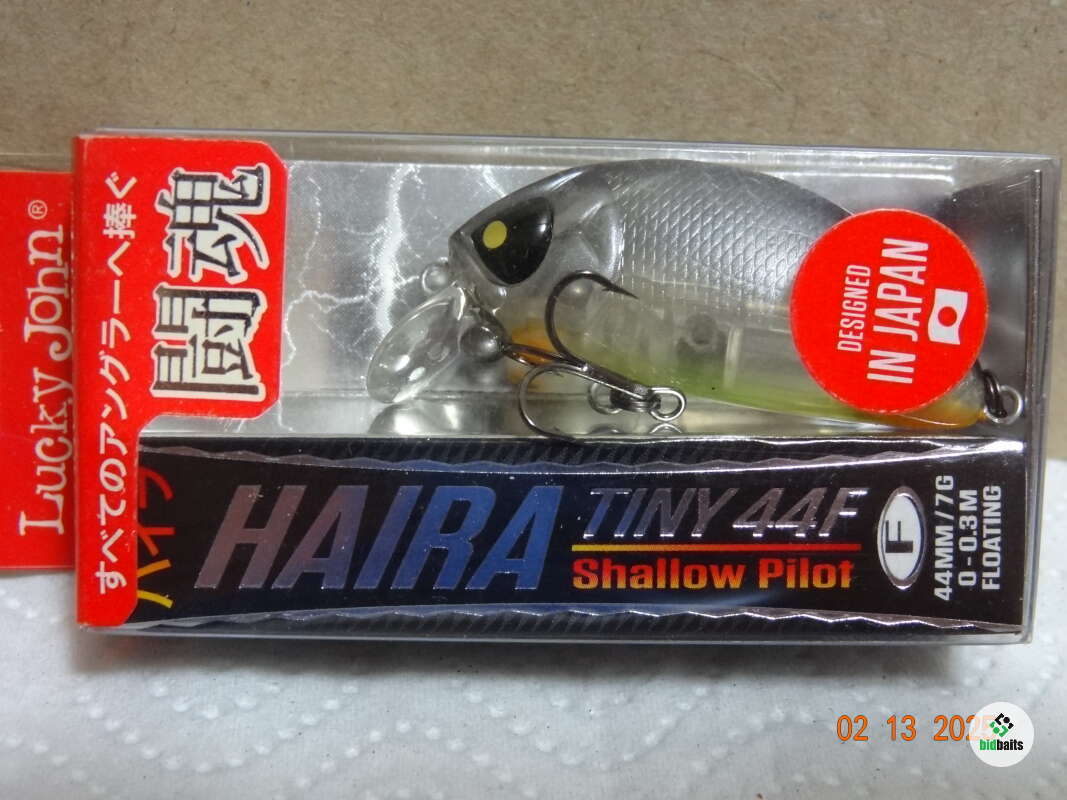 Lucky John®
すべてのアングラーへ捧ぐ
闘魂
DESIGNED
IN JAPAN
ハイラ
HAIRA
TINY 44F
Shallow Pilot
F
44MM / 7G
0 - 0.3M
FLOATING
02 13 2025
bidbaits